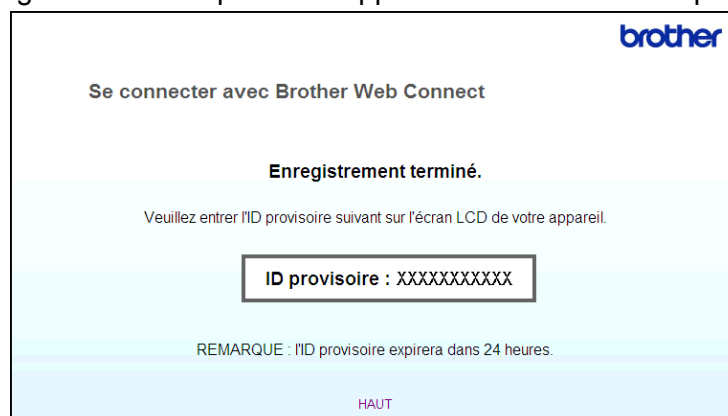 brother
Se connecter avec Brother Web Connect
Enregistrement terminé.
Veuillez entrer l'ID provisoire suivant sur l'écran LCD de votre appareil.
ID provisoire : XXXXXXXXXXX
REMARQUE : l'ID provisoire expirera dans 24 heures.
HAUT